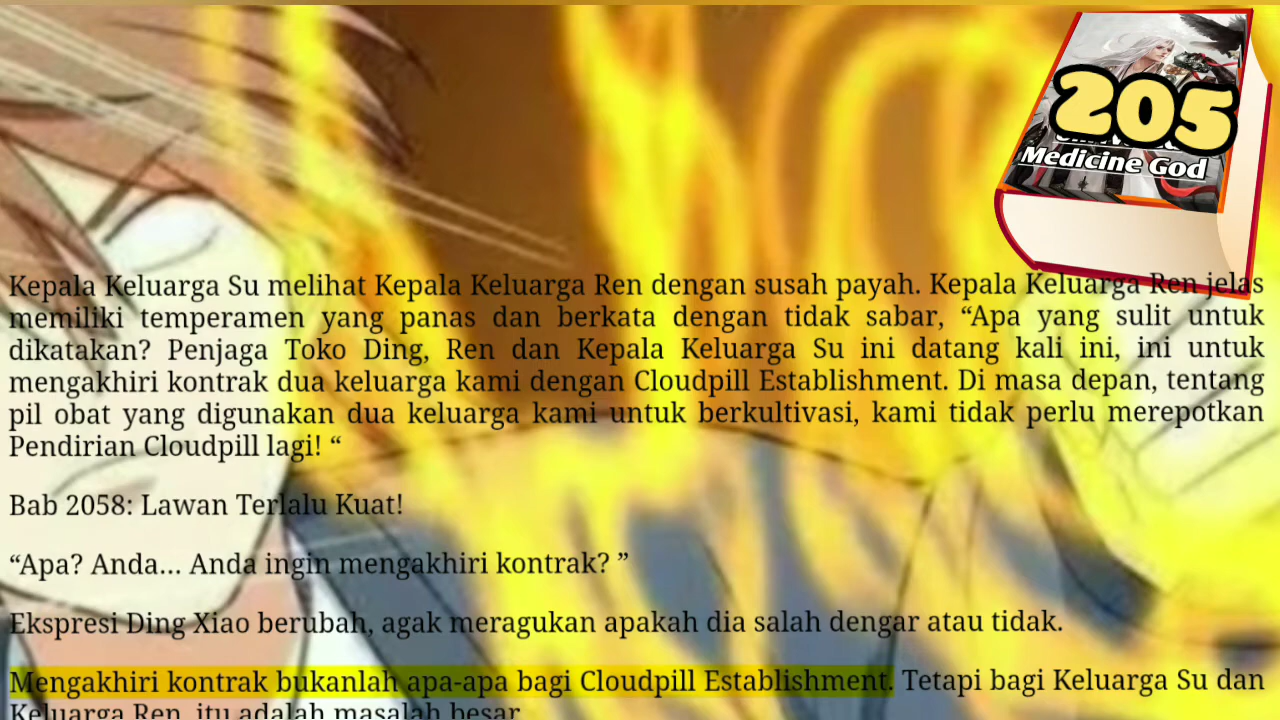 205
Medicine God
Kepala Keluarga Su melihat Kepala Keluarga Ren dengan susah payah. Kepala Keluarga Ren jelas
memiliki temperamen yang panas dan berkata dengan tidak sabar, “Apa yang sulit untuk
dikatakan? Penjaga Toko Ding, Ren dan Kepala Keluarga Su ini datang kali ini, ini untuk
mengakhiri kontrak dua keluarga kami dengan Cloudpill Establishment. Di masa depan, tentang
pil obat yang digunakan dua keluarga kami untuk berkultivasi, kami tidak perlu merepotkan
Pendirian Cloudpill lagi! “
Bab 2058: Lawan Terlalu Kuat!
“Apa? Anda… Anda ingin mengakhiri kontrak? ”
Ekspresi Ding Xiao berubah, agak meragukan apakah dia salah dengar atau tidak.
Mengakhiri kontrak bukanlah apa-apa bagi Cloudpill Establishment. Tetapi bagi Keluarga Su dan
Keluarga Ren, itu adalah masalah besar